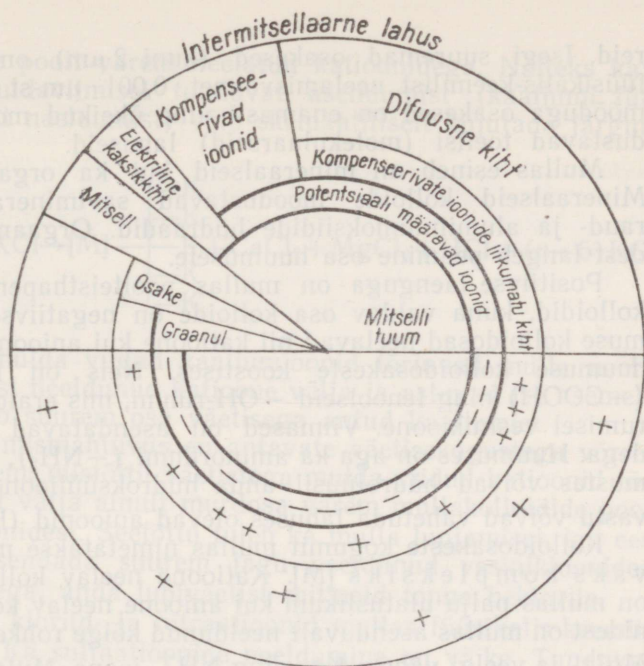 Intermitsellaarne lahus
Kompensee-
rivad
ioonid
Difuusne kiht
Elektriline
kaksikkiht
Kompenseerivate ioonide liikumatu kiht
Potentsiaali määravad ioonid
Mitsell
Osake
Graanul
Mitselli
tuum